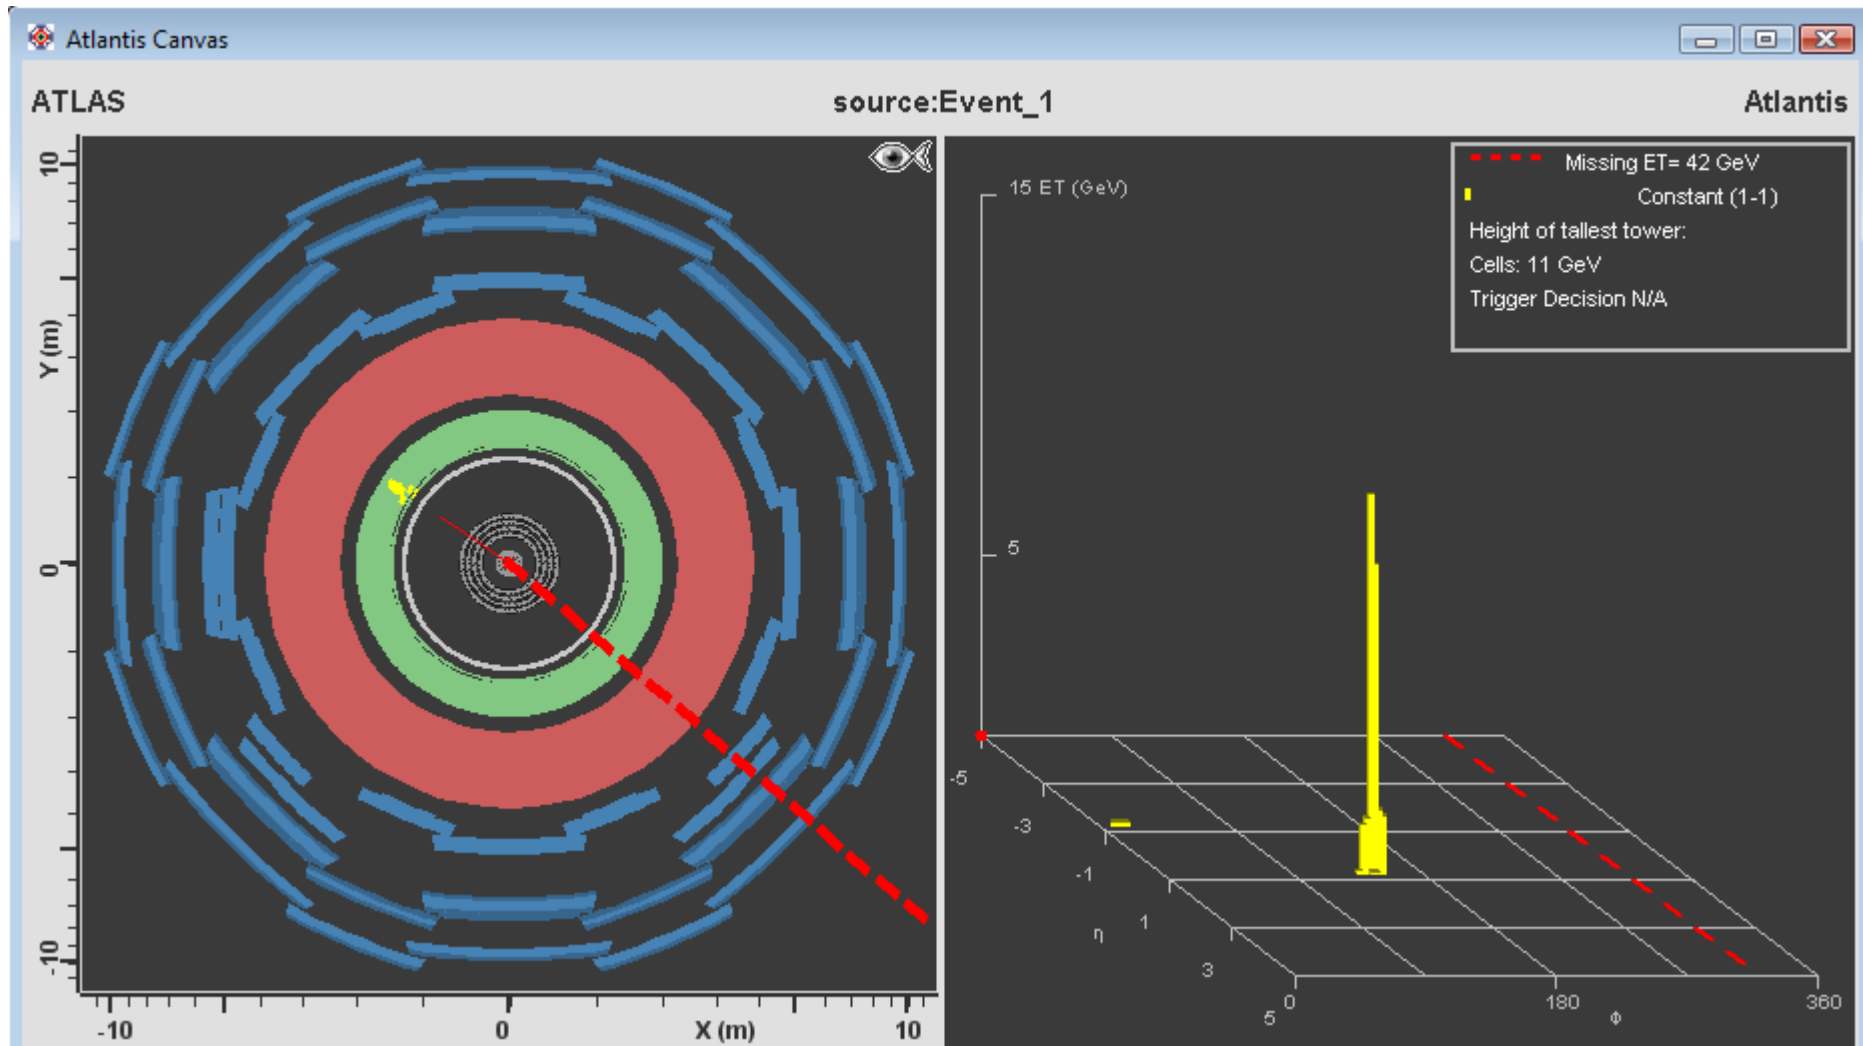 Atlantis Canvas
ATLAS source:Event_1 Atlantis
10
Y (m)
0
-10
-10 0 X (m) 10
15 ET (GeV)
5
Missing ET= 42 GeV
Constant (1-1)
Height of tallest tower:
Cells: 11 GeV
Trigger Decision N/A
-5
-3
-1
η 1
3
5
0 180 360
Φ